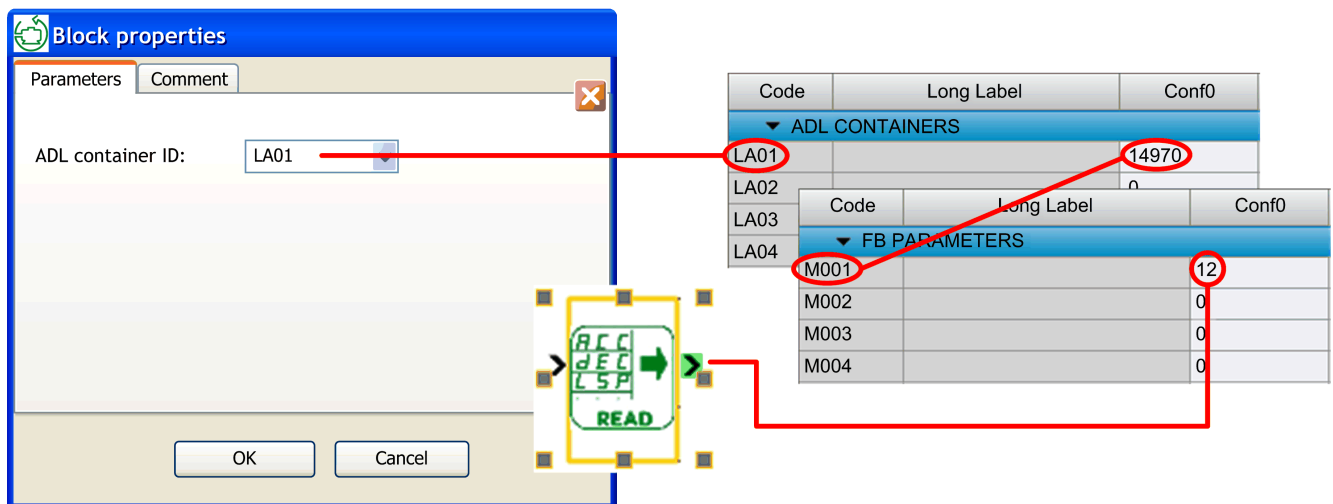 Block properties
Parameters Comment
ADL container ID: LA01
OK Cancel
ACC
dEC
LSP
READ
Code Long Label Conf0
ADL CONTAINERS
LA01 14970
LA02 0
LA03
LA04
Code Long Label Conf0
FB PARAMETERS
M001 12
M002 0
M003 0
M004 0